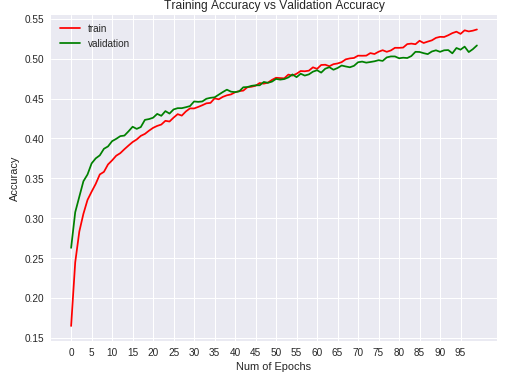 Training Accuracy vs Validation Accuracy
0.55
train
validation
0.50
0.45
0.40
Accuracy
0.35
0.30
0.25
0.20
0.15
0 5 10 15 20 25 30 35 40 45 50 55 60 65 70 75 80 85 90 95
Num of Epochs